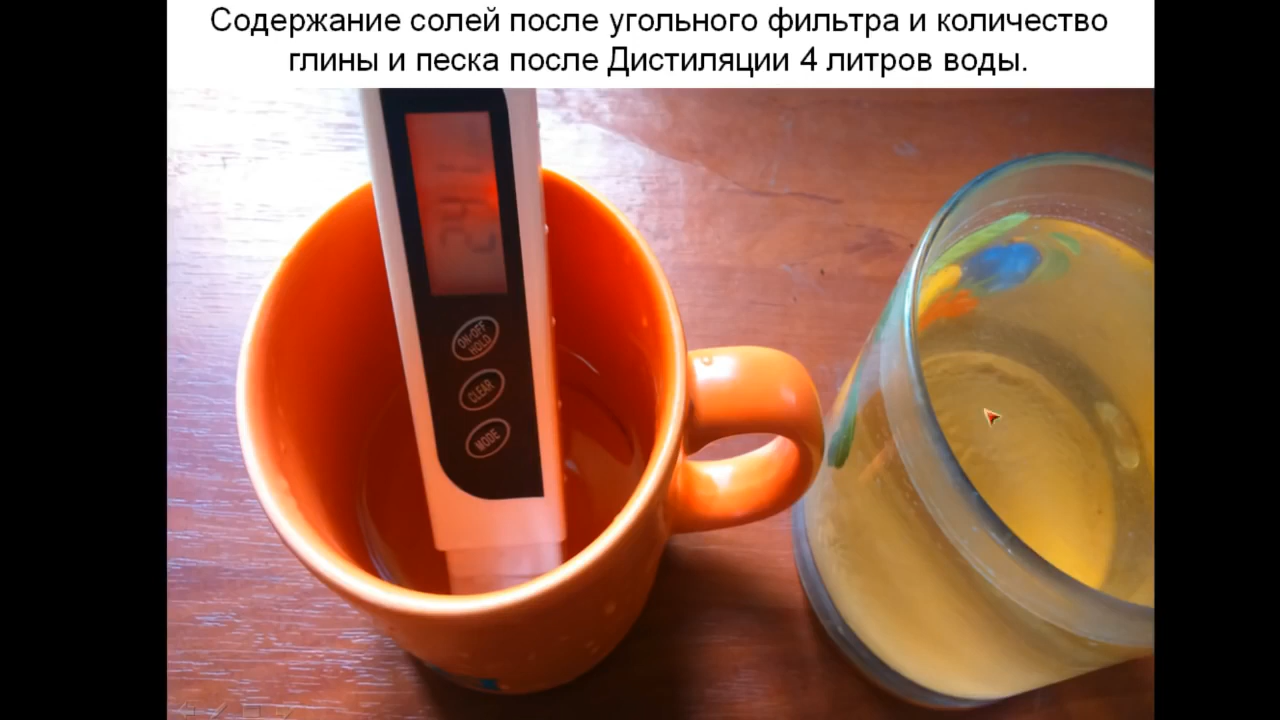 Содержание солей после угольного фильтра и количество
глины и песка после Дистиляции 4 литров воды.
ON-OFF
HOLD
CLEAR
MODE